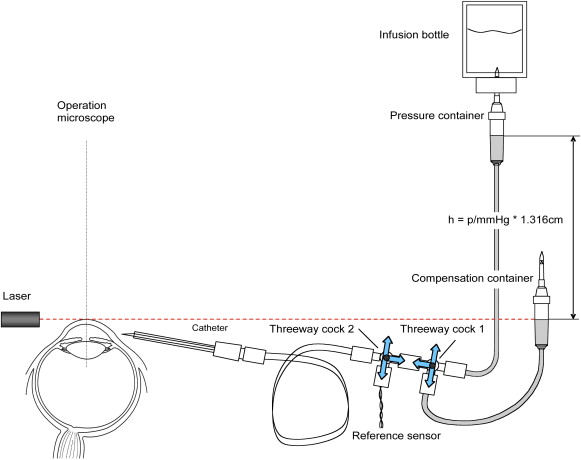 Infusion bottle
Operation
microscope
Pressure container
h = p/mmHg * 1.316cm
Compensation container
Laser
Catheter
Threeway cock 2
Threeway cock 1
Reference sensor